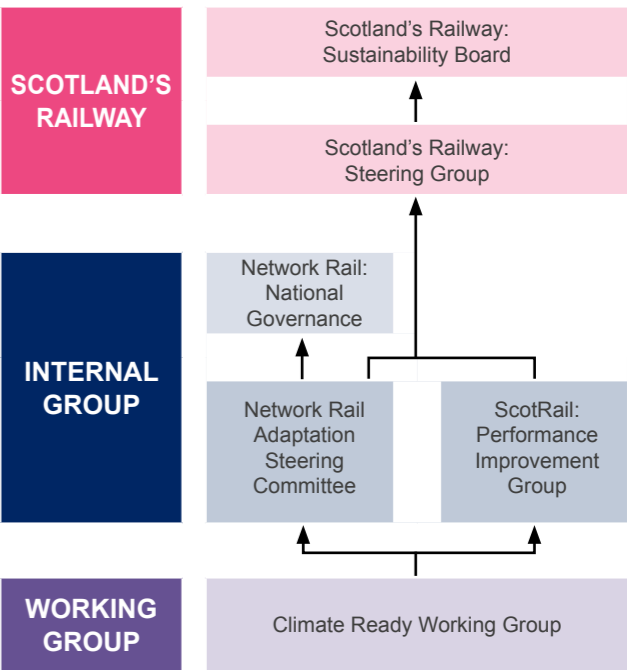 SCOTLAND'S
RAILWAY
Scotland's Railway:
Sustainability Board
Scotland's Railway:
Steering Group
INTERNAL
GROUP
Network Rail:
National
Governance
Network Rail
Adaptation
Steering
Committee
ScotRail:
Performance
Improvement
Group
WORKING
GROUP
Climate Ready Working Group